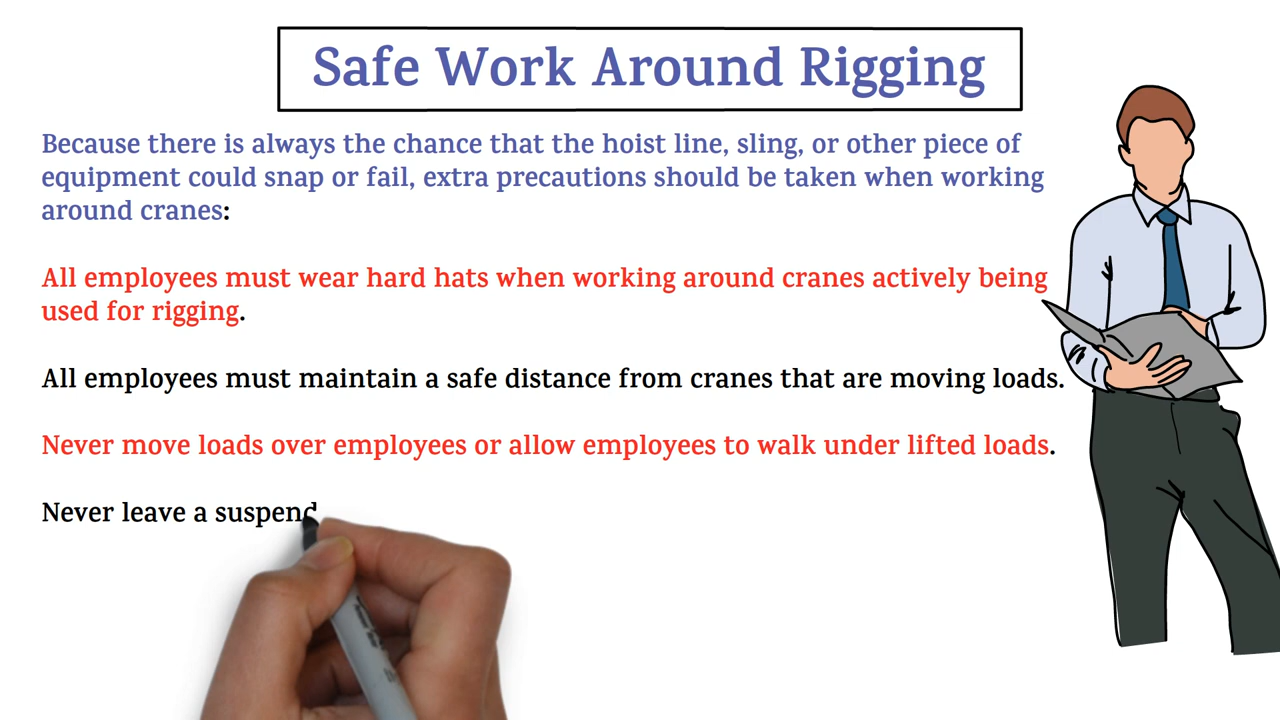 Safe Work Around Rigging
Because there is always the chance that the hoist line, sling, or other piece of
equipment could snap or fail, extra precautions should be taken when working
around cranes:
All employees must wear hard hats when working around cranes actively being
used for rigging.
All employees must maintain a safe distance from cranes that are moving loads.
Never move loads over employees or allow employees to walk under lifted loads.
Never leave a suspend